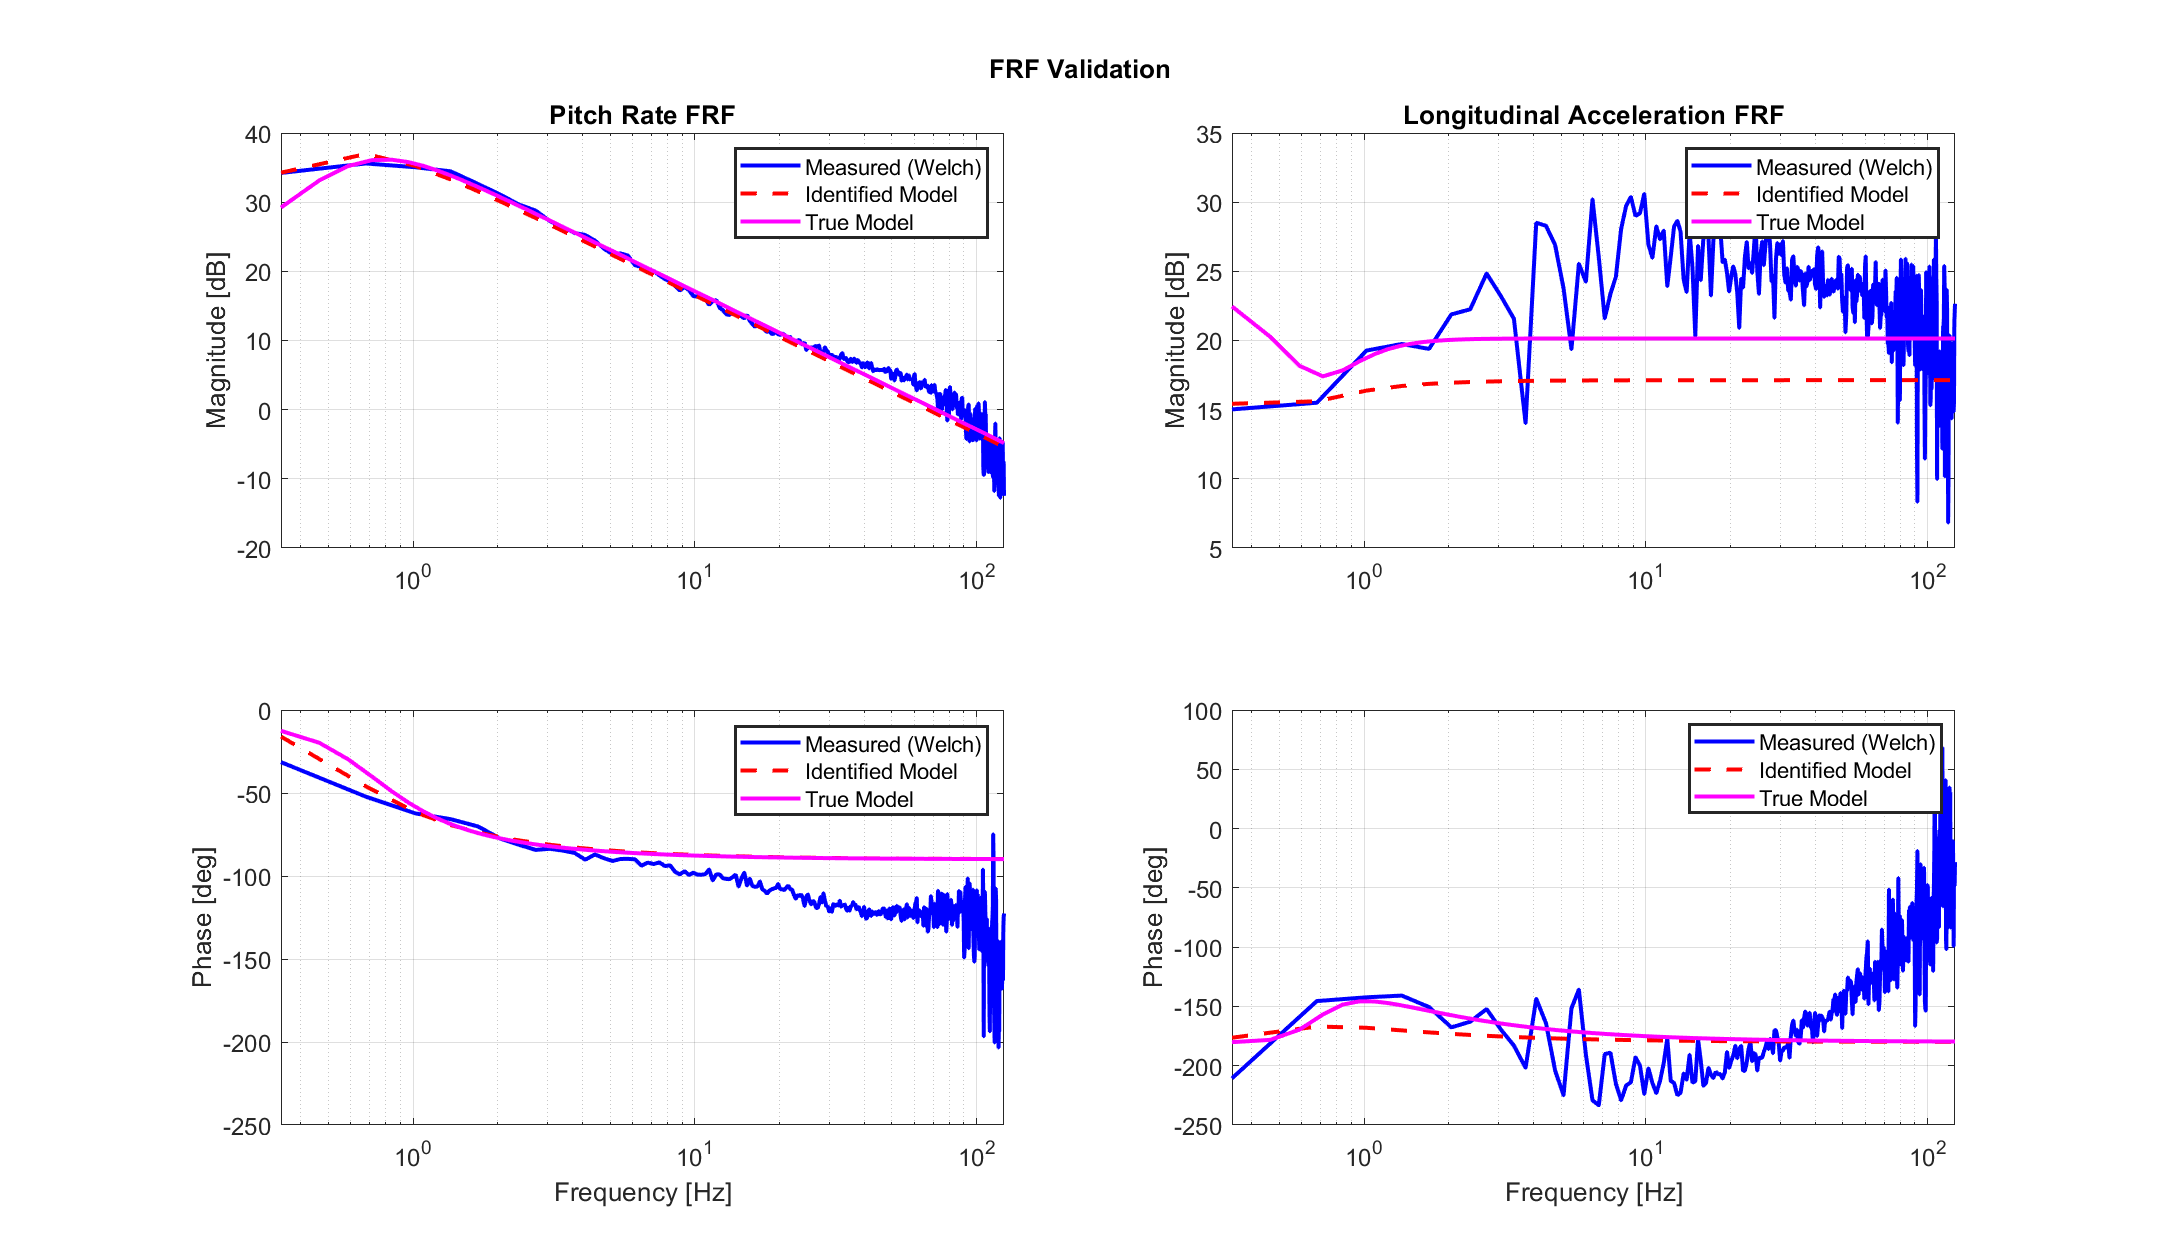 FRF Validation
Pitch Rate FRF
Magnitude [dB]
40
30
20
10
0
-10
-20
10^0
10^1
10^2
Measured (Welch)
Identified Model
True Model
Longitudinal Acceleration FRF
Magnitude [dB]
35
30
25
20
15
10
5
10^0
10^1
10^2
Measured (Welch)
Identified Model
True Model
Phase [deg]
0
-50
-100
-150
-200
-250
10^0
10^1
10^2
Frequency [Hz]
Measured (Welch)
Identified Model
True Model
Phase [deg]
100
50
0
-50
-100
-150
-200
-250
10^0
10^1
10^2
Frequency [Hz]
Measured (Welch)
Identified Model
True Model